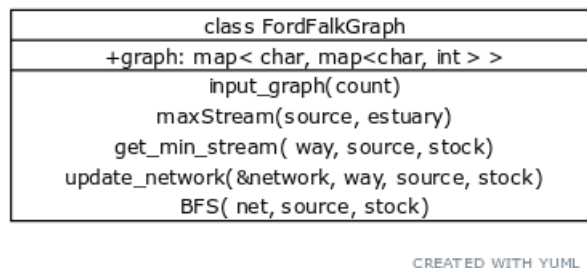 class FordFalkGraph
+graph: map< char, map<char, int > >
input_graph(count)
maxStream(source, estuary)
get_min_stream( way, source, stock)
update_network(&network, way, source, stock)
BFS( net, source, stock)
CREATED WITH YUML